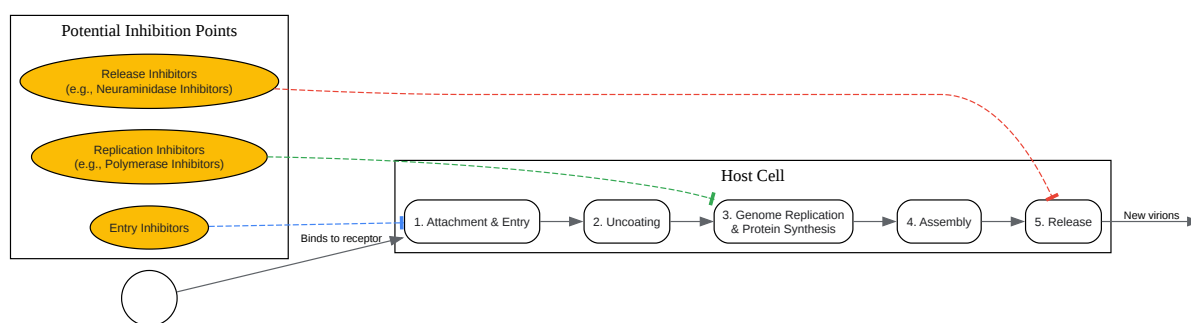 Potential Inhibition Points
Release Inhibitors
(e.g., Neuraminidase Inhibitors)
Replication Inhibitors
(e.g., Polymerase Inhibitors)
Entry Inhibitors
Binds to receptor
Host Cell
1. Attachment & Entry
2. Uncoating
3. Genome Replication
& Protein Synthesis
4. Assembly
5. Release
New virions